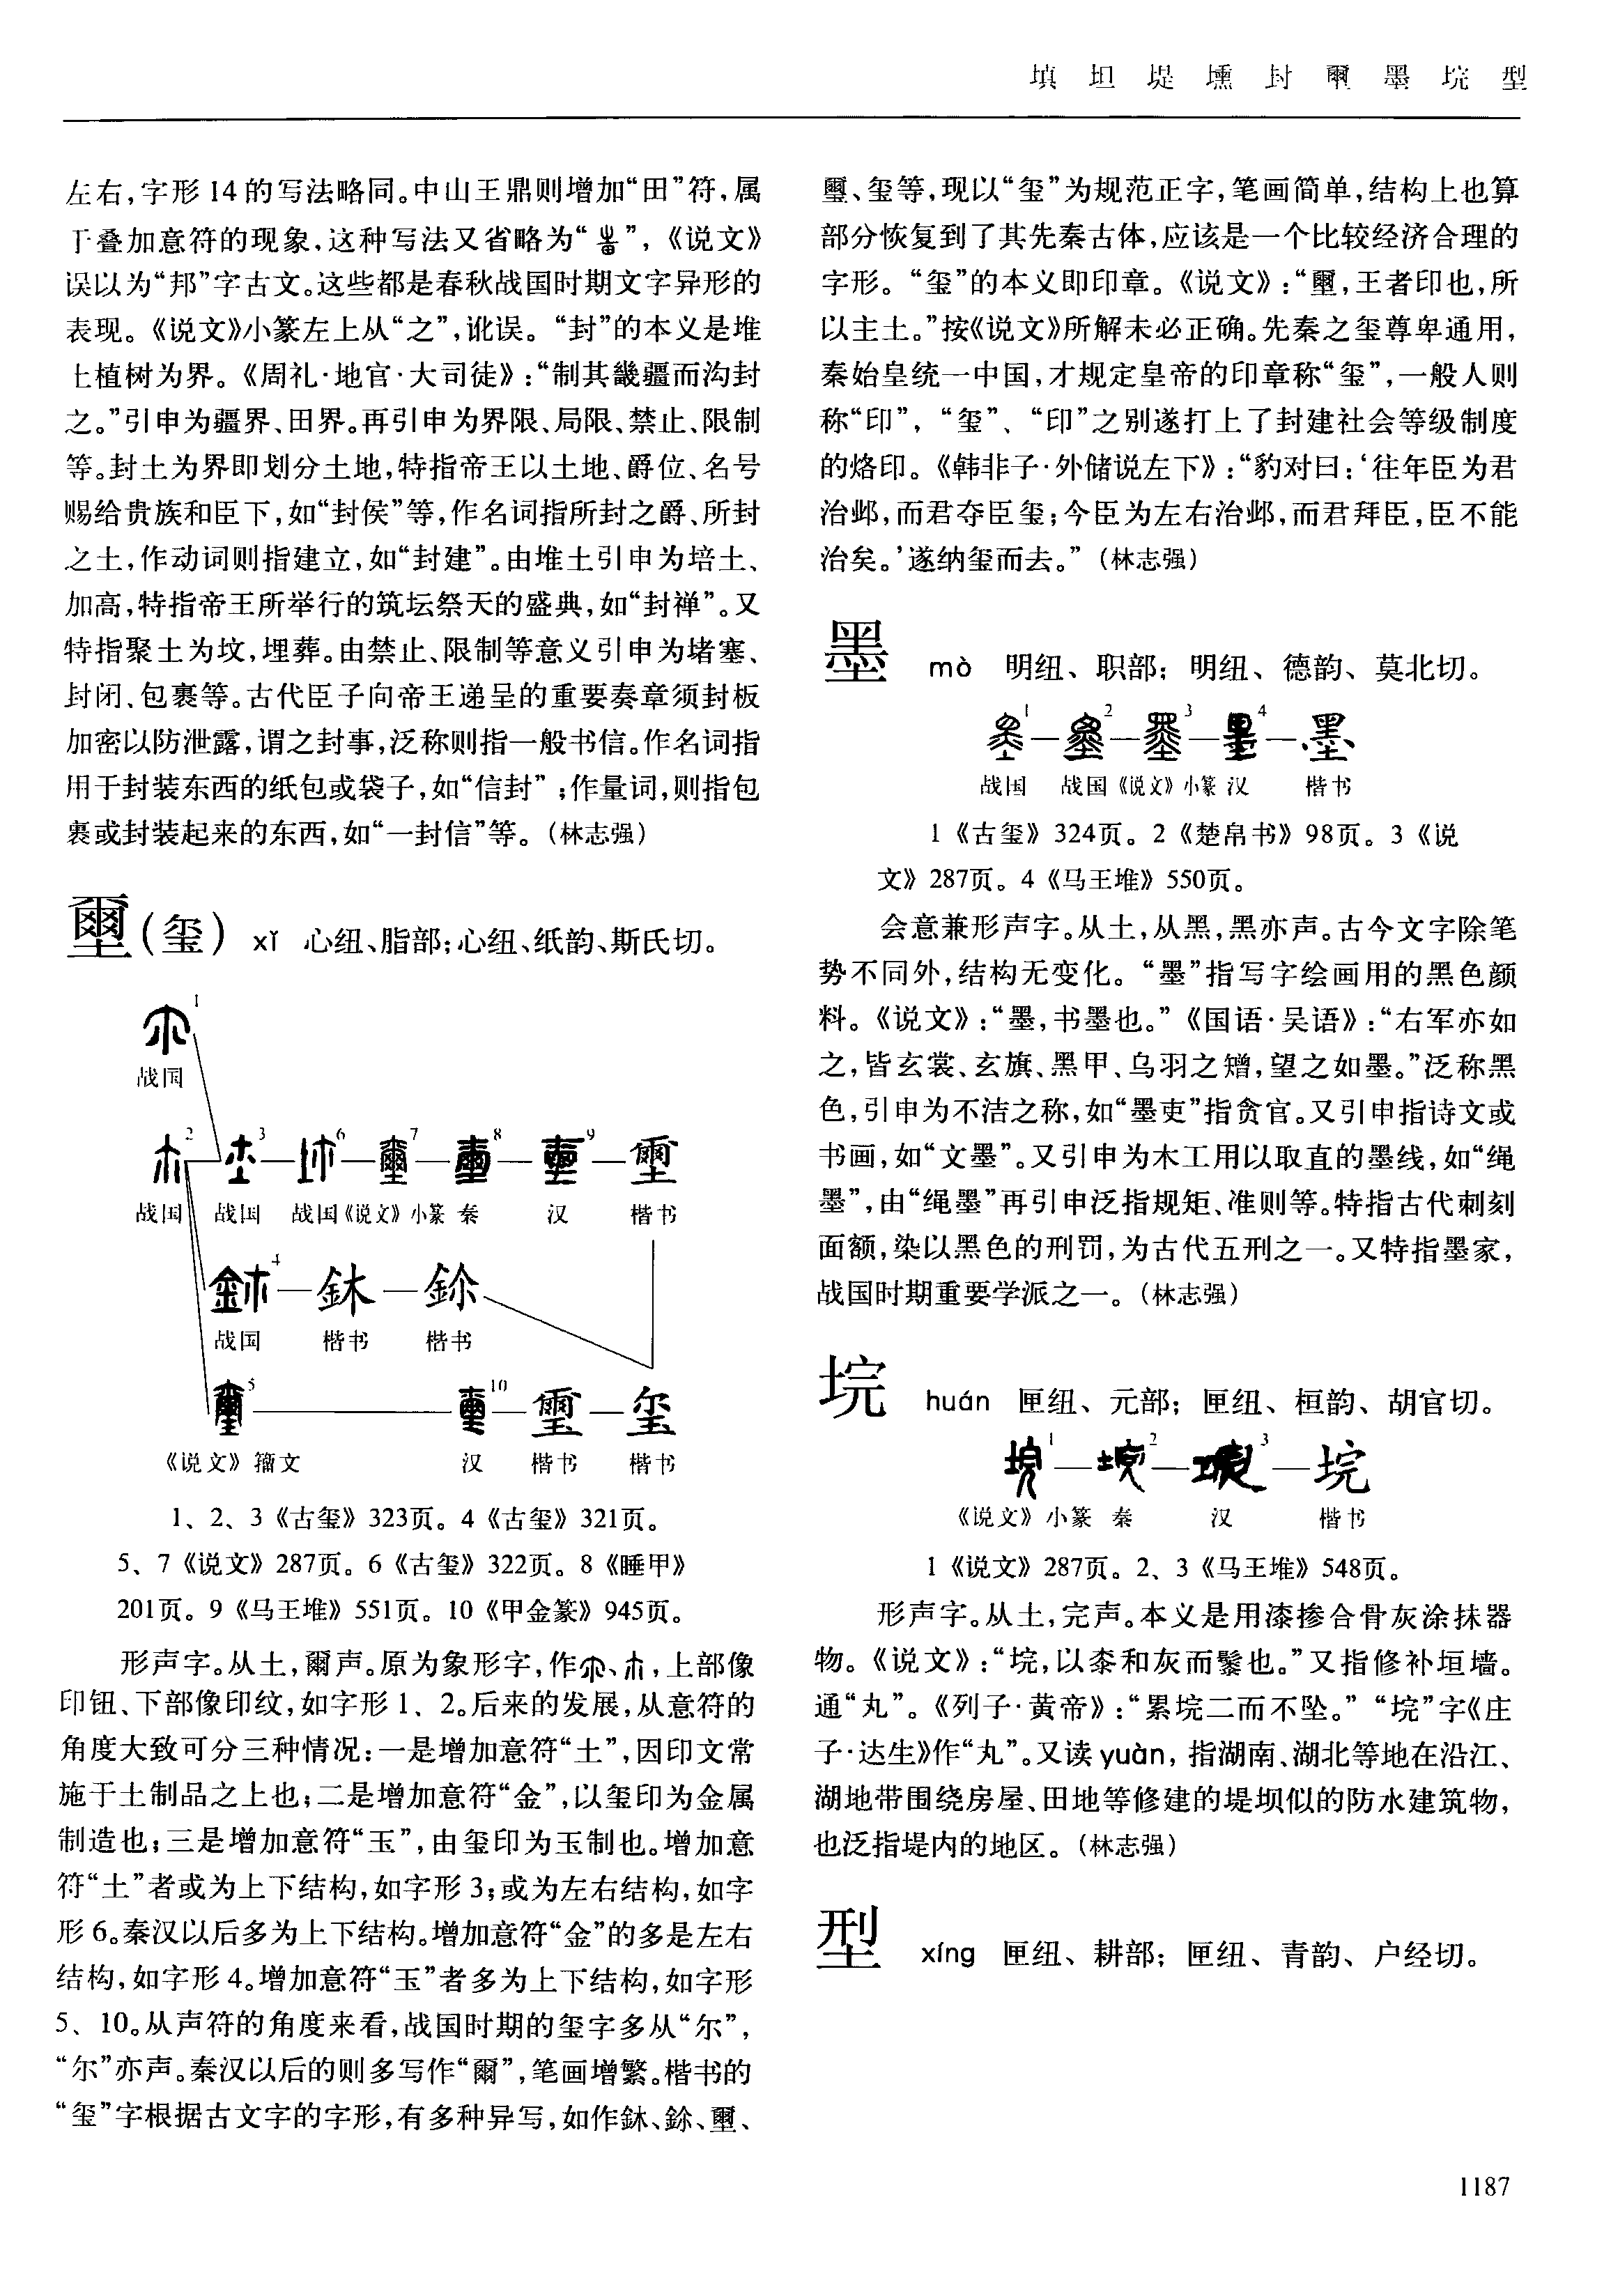 填 坦 堤 壎 封 壐 墨 垸 型
左右，字形 14 的写法略同。中山王鼎则增加“田”符，属
于叠加意符的现象，这种写法又省略为“ ”，《说文》
误以为“邦”字古文。这些都是春秋战国时期文字异形的
表现。《说文》小篆左上从“之”，讹误。“封”的本义是堆
土植树为界。《周礼·地官·大司徒》：“制其畿疆而沟封
之。”引申为疆界、田界。再引申为界限、局限、禁止、限制
等。封土为界即划分土地，特指帝王以土地、爵位、名号
赐给贵族和臣下，如“封侯”等，作名词指所封之爵、所封
之土，作动词则指建立，如“封建”。由堆土引申为培土、
加高，特指帝王所举行的筑坛祭天的盛典，如“封禅”。又
特指聚土为坟，埋葬。由禁止、限制等意义引申为堵塞、
封闭、包裹等。古代臣子向帝王递呈的重要奏章须封板
加密以防泄露，谓之封事，泛称则指一般书信。作名词指
用于封装东西的纸包或袋子，如“信封”；作量词，则指包
裹或封装起来的东西，如“一封信”等。（林志强）
壐（玺） xǐ 心纽、脂部；心纽、纸韵、斯氏切。
1
战国
2 3 6 7 8 9 壐
战国 战国 战国《说文》小篆 秦 汉 楷书
4 鉥 鉩
战国 楷书 楷书
5 10 璽 玺
《说文》籀文 汉 楷书 楷书
1、2、3《古玺》323页。4《古玺》321页。
5、7《说文》287页。6《古玺》322页。8《睡甲》
201页。9《马王堆》551页。10《甲金篆》945页。
形声字。从土，爾声。原为象形字，作 、 ，上部像
印钮、下部像印纹，如字形 1、2。后来的发展，从意符的
角度大致可分三种情况：一是增加意符“土”，因印文常
施于土制品之上也；二是增加意符“金”，以玺印为金属
制造也；三是增加意符“玉”，由玺印为玉制也。增加意
符“土”者或为上下结构，如字形 3；或为左右结构，如字
形 6。秦汉以后多为上下结构。增加意符“金”的多是左右
结构，如字形 4。增加意符“玉”者多为上下结构，如字形
5、10。从声符的角度来看，战国时期的玺字多从“尔”，
“尔”亦声。秦汉以后的则多写作“爾”，笔画增繁。楷书的
“玺”字根据古文字的字形，有多种异写，如作鉥、鉩、壐、
璽、玺等，现以“玺”为规范正字，笔画简单，结构上也算
部分恢复到了其先秦古体，应该是一个比较经济合理的
字形。“玺”的本义即印章。《说文》：“壐，王者印也，所
以主土。”按《说文》所解未必正确。先秦之玺尊卑通用，
秦始皇统一中国，才规定皇帝的印章称“玺”，一般人则
称“印”，“玺”、“印”之别遂打上了封建社会等级制度
的烙印。《韩非子·外储说左下》：“豹对曰：‘往年臣为君
治邺，而君夺臣玺；今臣为左右治邺，而君拜臣，臣不能
治矣。’遂纳玺而去。”（林志强）
墨 mò 明纽、职部；明纽、德韵、莫北切。
1 2 3 4 墨
战国 战国《说文》小篆 汉 楷书
1《古玺》324页。2《楚帛书》98页。3《说
文》287页。4《马王堆》550页。
会意兼形声字。从土，从黑，黑亦声。古今文字除笔
势不同外，结构无变化。“墨”指写字绘画用的黑色颜
料。《说文》：“墨，书墨也。”《国语·吴语》：“右军亦如
之，皆玄裳、玄旗、黑甲、乌羽之矰，望之如墨。”泛称黑
色，引申为不洁之称，如“墨吏”指贪官。又引申指诗文或
书画，如“文墨”。又引申为木工用以取直的墨线，如“绳
墨”，由“绳墨”再引申泛指规矩、准则等。特指古代刺刻
面额，染以黑色的刑罚，为古代五刑之一。又特指墨家，
战国时期重要学派之一。（林志强）
垸 huán 匣纽、元部；匣纽、桓韵、胡官切。
1 2 3 垸
《说文》小篆 秦 汉 楷书
1《说文》287页。2、3《马王堆》548页。
形声字。从土，完声。本义是用漆掺合骨灰涂抹器
物。《说文》：“垸，以桼和灰而鬃也。”又指修补垣墙。
通“丸”。《列子·黄帝》：“累垸二而不坠。”“垸”字《庄
子·达生》作“丸”。又读 yuàn，指湖南、湖北等地在沿江、
湖地带围绕房屋、田地等修建的堤坝似的防水建筑物，
也泛指堤内的地区。（林志强）
型 xíng 匣纽、耕部；匣纽、青韵、户经切。
1187